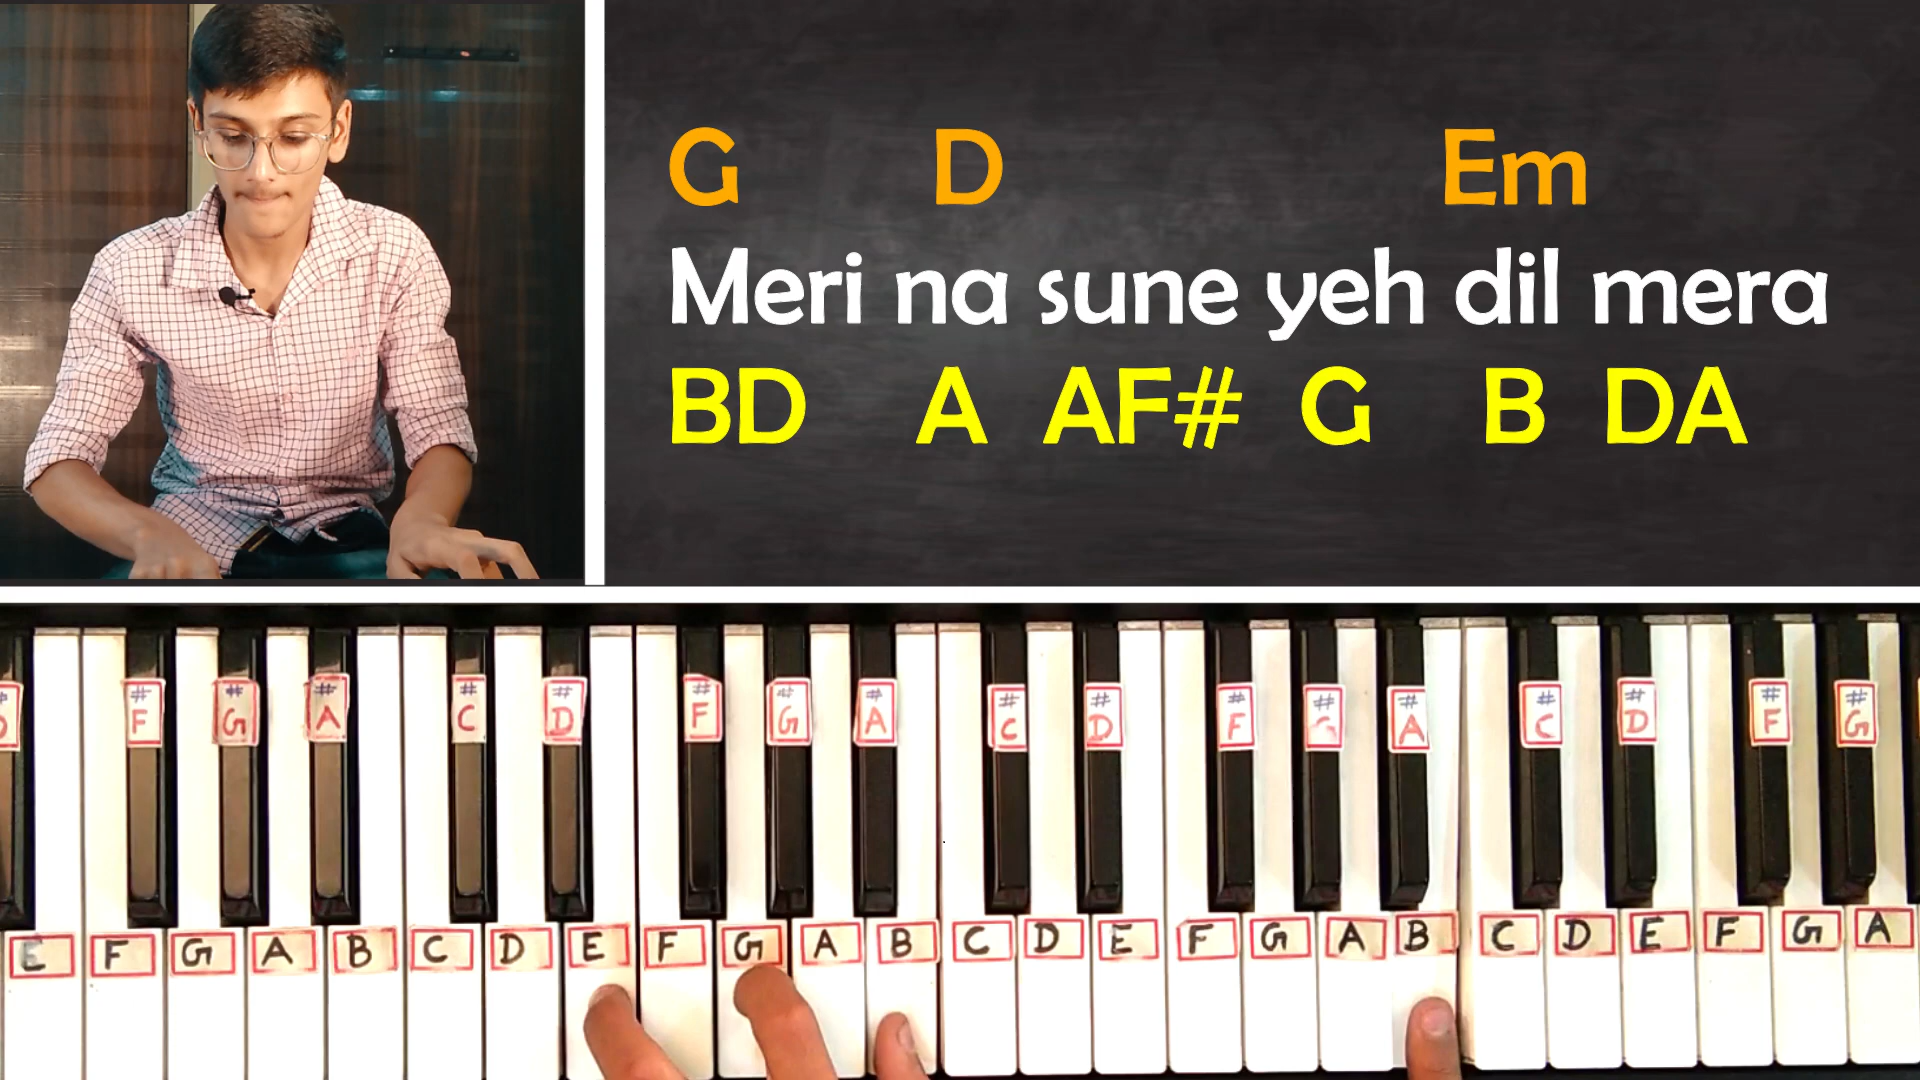 G D Em
Meri na sune yeh dil mera
BD A AF# G B DA
# # # # # # # # # # # # # # # # #
F G A C D F G A C D F A C D F G
E F G A B C D E F G A B C D E F G A B C D E F G A